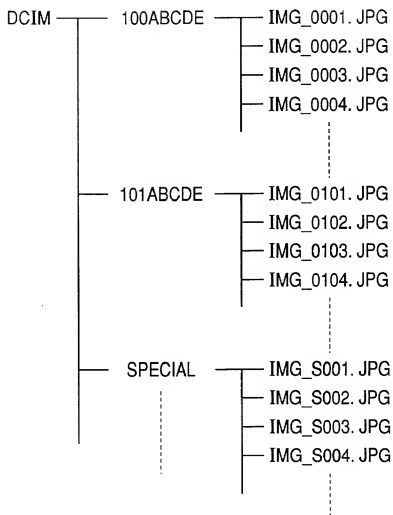 DCIM 100ABCDE IMG_0001. JPG
IMG_0002. JPG
IMG_0003. JPG
IMG_0004. JPG
101ABCDE IMG_0101. JPG
IMG_0102. JPG
IMG_0103. JPG
IMG_0104. JPG
SPECIAL IMG_S001. JPG
IMG_S002. JPG
IMG_S003. JPG
IMG_S004. JPG